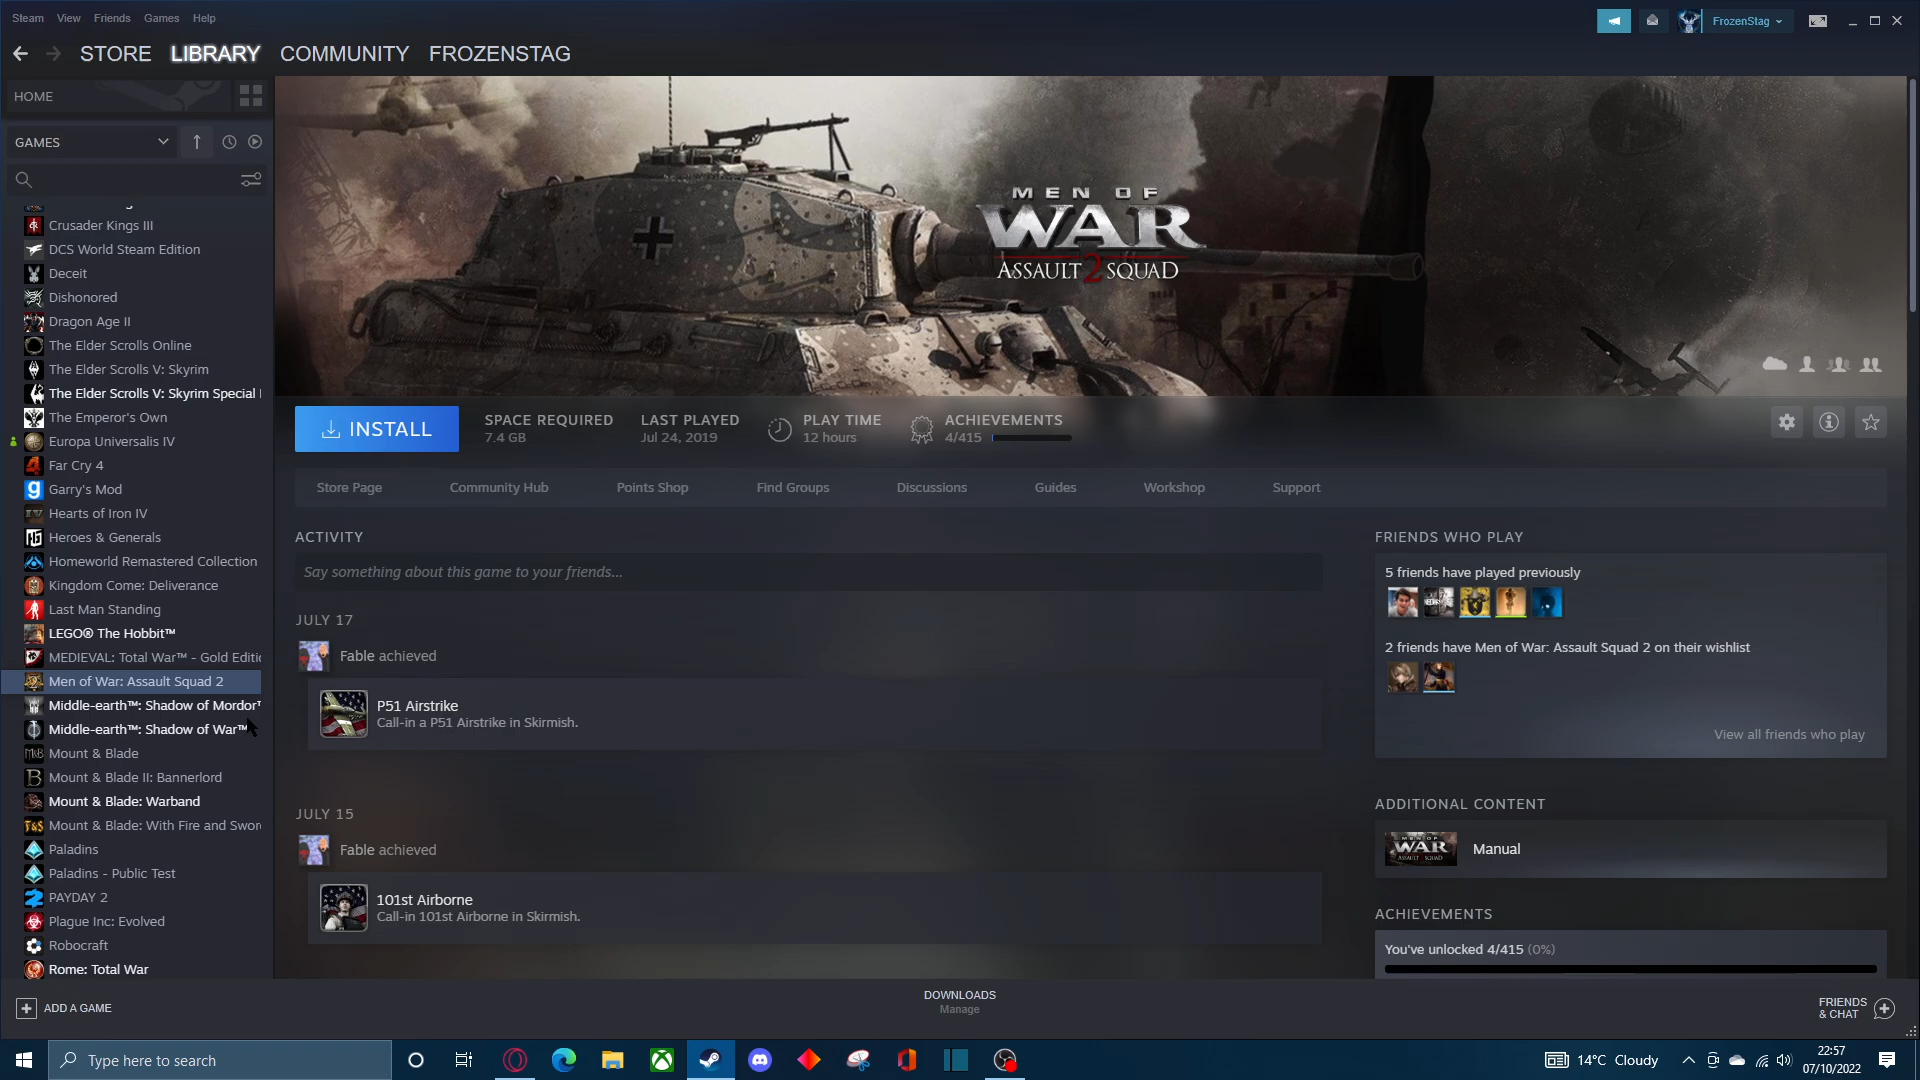 Steam View Friends Games Help
FrozenStag
STORE LIBRARY COMMUNITY FROZENSTAG
HOME
GAMES
Crusader Kings III
DCS World Steam Edition
Deceit
Dishonored
Dragon Age II
The Elder Scrolls Online
The Elder Scrolls V: Skyrim
The Elder Scrolls V: Skyrim Special
The Emperor's Own
Europa Universalis IV
Far Cry 4
Garry's Mod
Hearts of Iron IV
Heroes & Generals
Homeworld Remastered Collection
Kingdom Come: Deliverance
Last Man Standing
LEGO® The Hobbit™
MEDIEVAL: Total War™ - Gold Editi
Men of War: Assault Squad 2
Middle-earth™: Shadow of Mordor™
Middle-earth™: Shadow of War™
Mount & Blade
Mount & Blade II: Bannerlord
Mount & Blade: Warband
Mount & Blade: With Fire and Swor
Paladins
Paladins - Public Test
PAYDAY 2
Plague Inc: Evolved
Robocraft
Rome: Total War
MEN OF
WAR
ASSAULT 2 SQUAD
INSTALL
SPACE REQUIRED
7.4 GB
LAST PLAYED
Jul 24, 2019
PLAY TIME
12 hours
ACHIEVEMENTS
4/415
Store Page Community Hub Points Shop Find Groups Discussions Guides Workshop Support
ACTIVITY
Say something about this game to your friends...
JULY 17
Fable achieved
P51 Airstrike
Call-in a P51 Airstrike in Skirmish.
JULY 15
Fable achieved
101st Airborne
Call-in 101st Airborne in Skirmish.
FRIENDS WHO PLAY
5 friends have played previously
2 friends have Men of War: Assault Squad 2 on their wishlist
View all friends who play
ADDITIONAL CONTENT
MEN OF
WAR
ASSAULT SQUAD
Manual
ACHIEVEMENTS
You've unlocked 4/415 (0%)
ADD A GAME
DOWNLOADS
Manage
FRIENDS
& CHAT
Type here to search
14°C Cloudy
22:57
07/10/2022